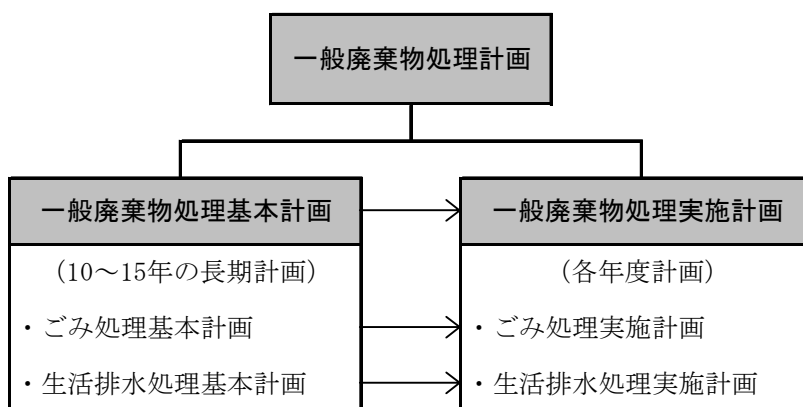 一般廃棄物処理計画
一般廃棄物処理基本計画
(10～15年の長期計画)
・ごみ処理基本計画
・生活排水処理基本計画
一般廃棄物処理実施計画
(各年度計画)
・ごみ処理実施計画
・生活排水処理実施計画